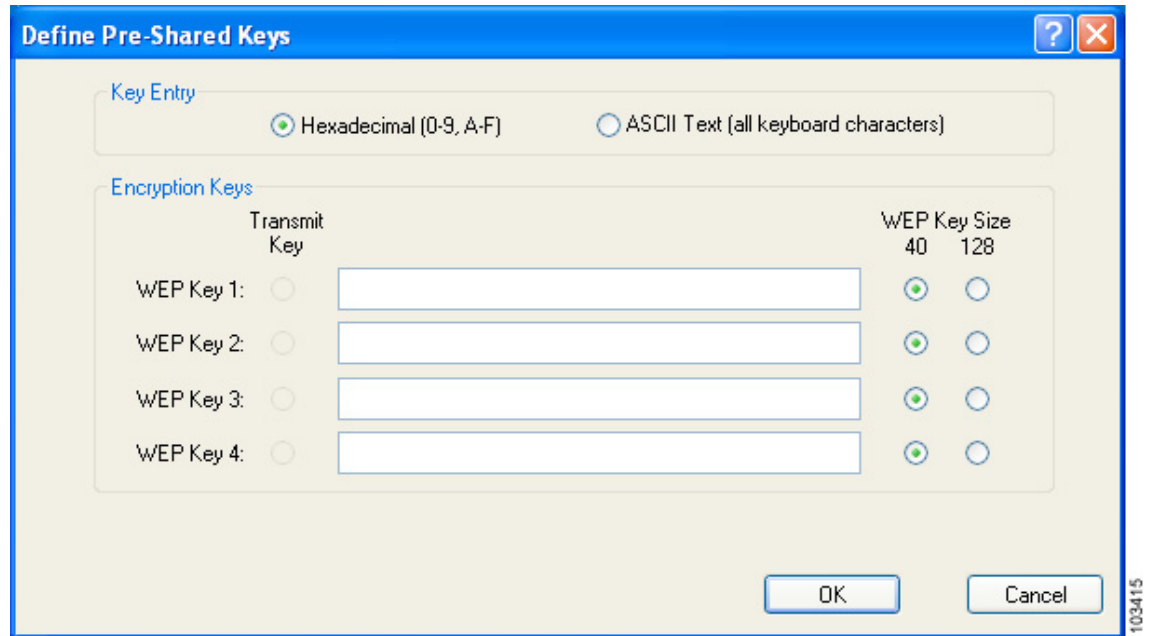 Define Pre-Shared Keys
?
Key Entry
Hexadecimal (0-9, A-F)
ASCII Text (all keyboard characters)
Encryption Keys
Transmit
Key
WEP Key Size
40 128
WEP Key 1:
WEP Key 2:
WEP Key 3:
WEP Key 4:
OK
Cancel
103415